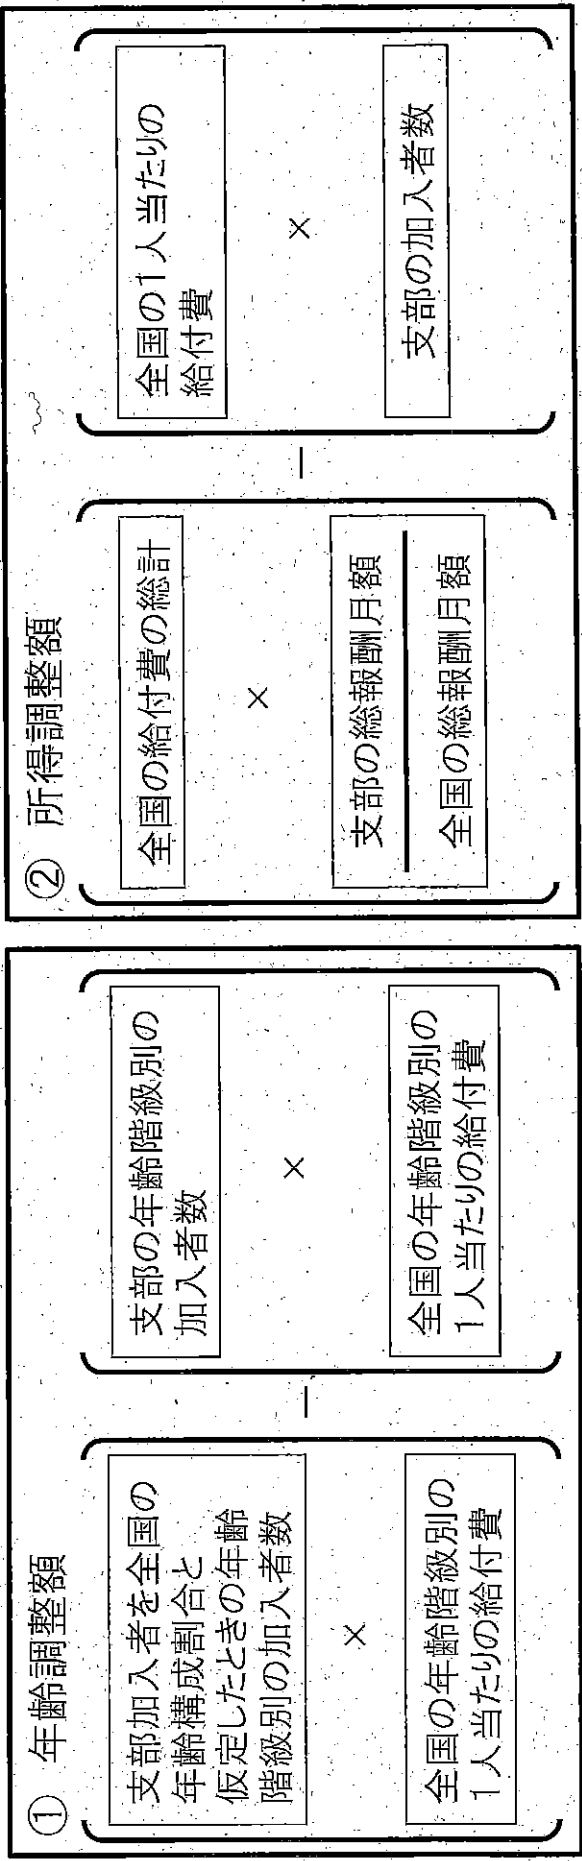 ① 年齢調整額
支部加入者を全国の
年齢構成割合と
仮定したときの年齢
階級別の加入者数
×
全国の年齢階級別の
1人当たりの給付費
－
支部の年齢階級別の
加入者数
×
全国の年齢階級別の
1人当たりの給付費
② 所得調整額
全国の給付費の総計
×
支部の総報酬月額
全国の総報酬月額
－
全国の1人当たりの
給付費
×
支部の加入者数